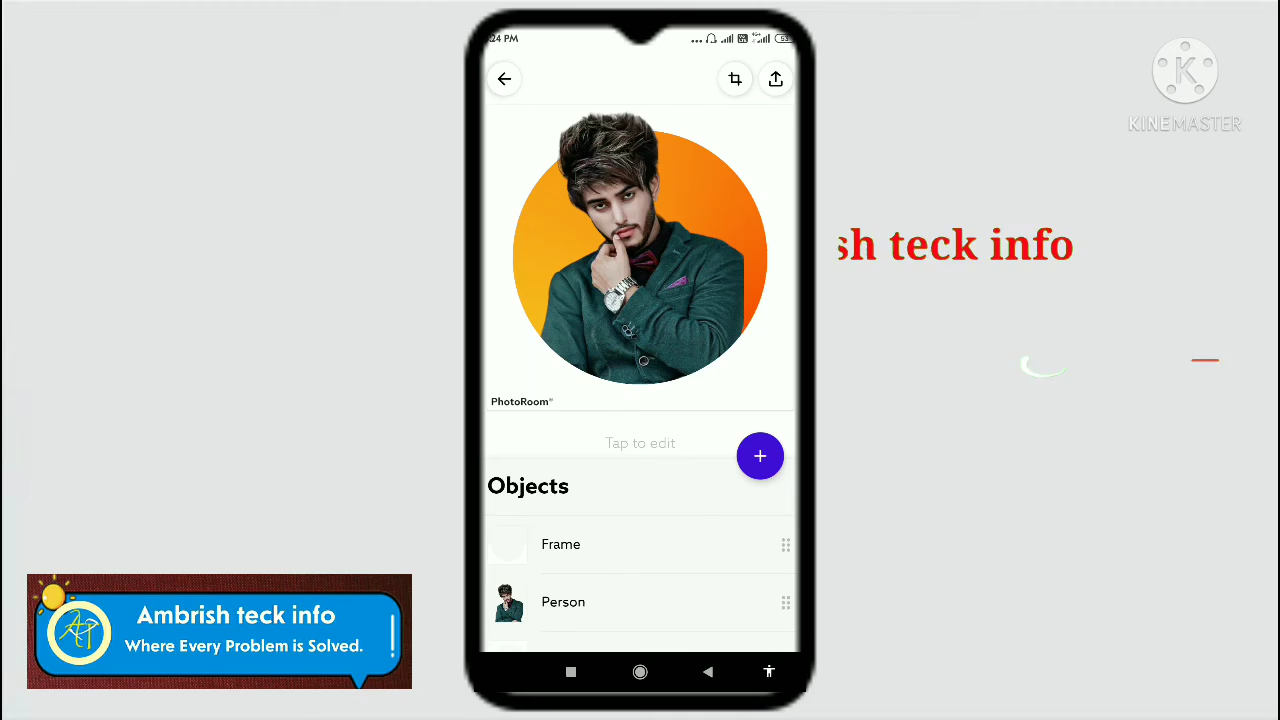 24 PM
KINEMASTER
sh teck info
PhotoRoom
Tap to edit
+
Objects
Frame
Person
Ambrish teck info
Where Every Problem is Solved.